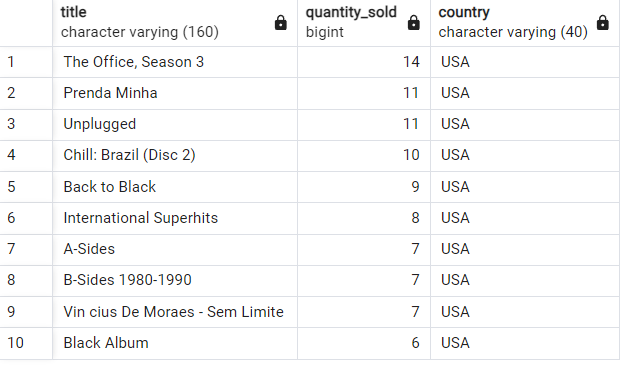 title quantity_sold country
character varying (160) bigint character varying (40)
1 The Office, Season 3 14 USA
2 Prenda Minha 11 USA
3 Unplugged 11 USA
4 Chill: Brazil (Disc 2) 10 USA
5 Back to Black 9 USA
6 International Superhits 8 USA
7 A-Sides 7 USA
8 B-Sides 1980-1990 7 USA
9 Vin cius De Moraes - Sem Limite 7 USA
10 Black Album 6 USA